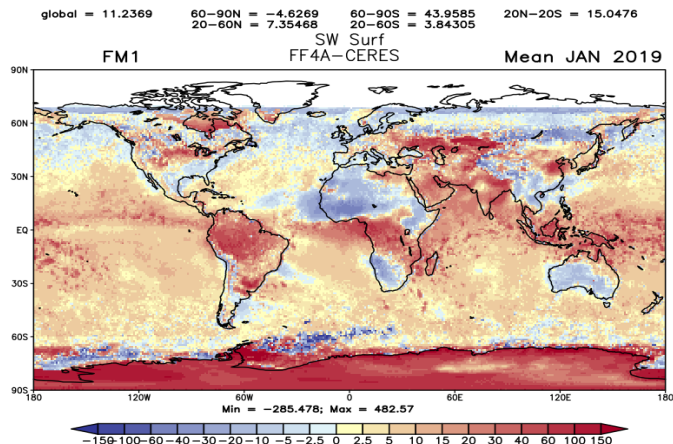 global = 11.2369 60-90N = -4.6269 60-90S = 43.9585 20N-20S = 15.0476
20-60N = 7.35468 20-60S = 3.84305
SW Surf
FM1 FF4A-CERES Mean JAN 2019
90N
60N
30N
EQ
30S
60S
90S
180 120W 60W 0 60E 120E 180
Min = -285.478; Max = 482.57
-150 -100 -60 -40 -30 -20 -10 -5 -2.5 0 2.5 5 10 20 30 40 60 100 150